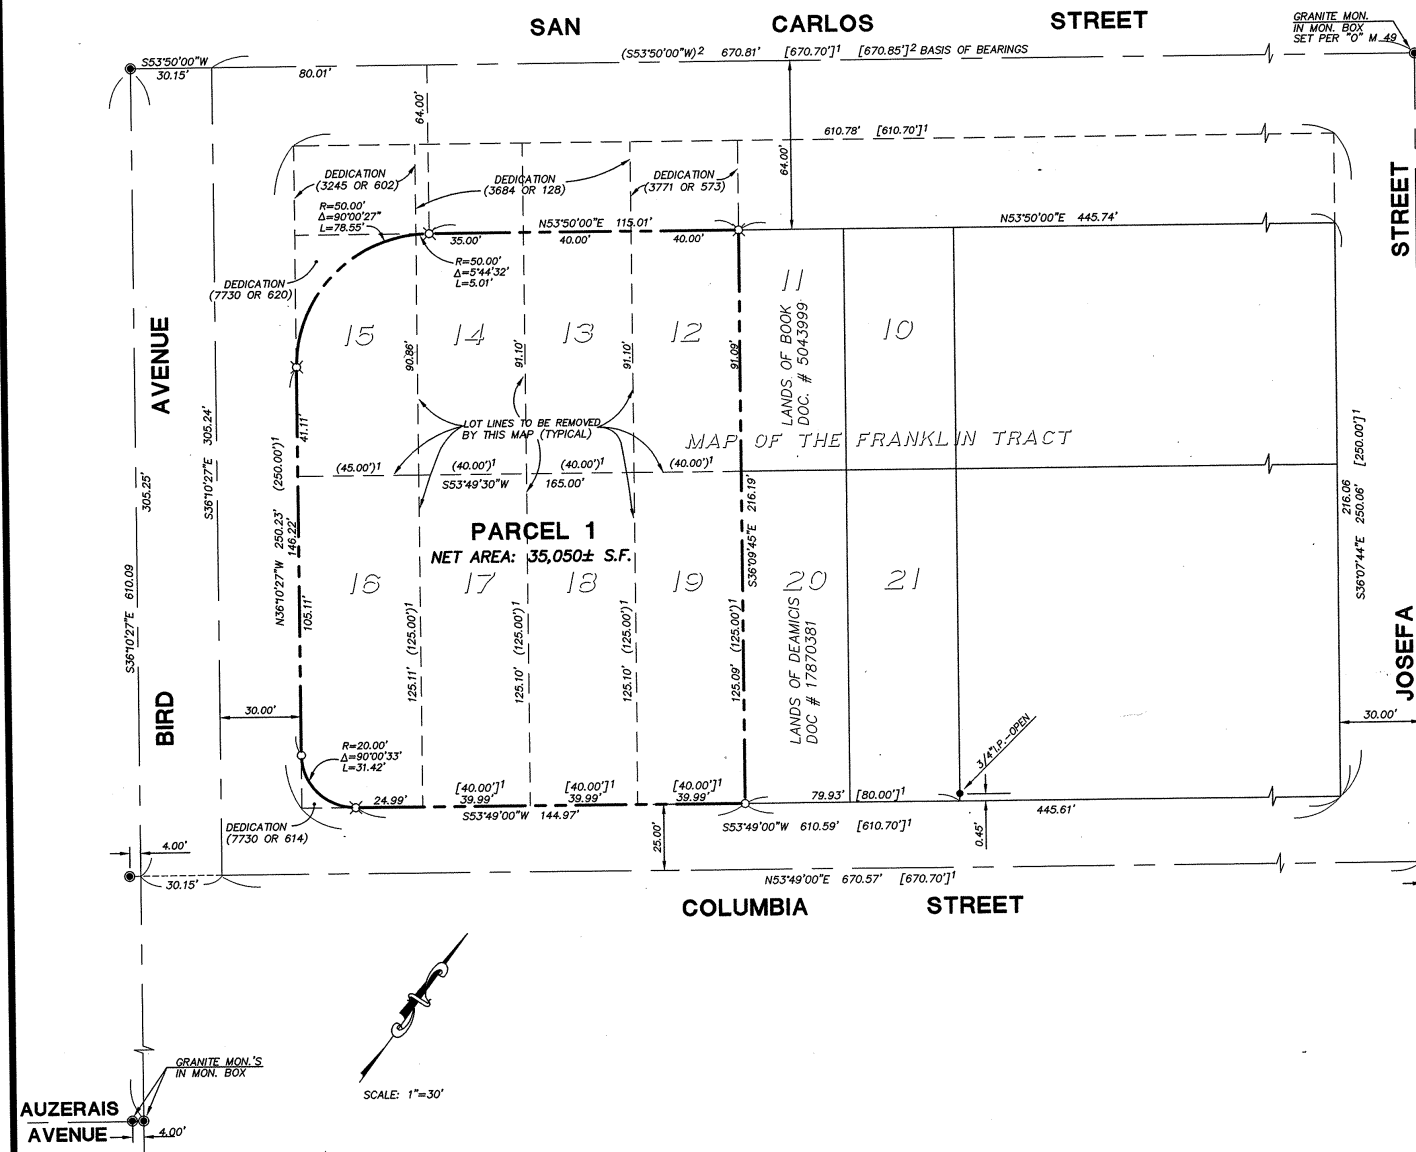 SAN CARLOS STREET
GRANITE MON.
IN MON. BOX
SET PER "O" M 49
(S53°50'00"W)2 670.81' [670.70']1 [670.85']2 BASIS OF BEARINGS
S53°50'00"W
30.15'
80.01'
64.00'
610.78' [610.70']1
64.00'
DEDICATION
(3245 OR 602)
DEDICATION
(3684 OR 128)
DEDICATION
(3771 OR 573)
R=50.00'
Δ=90°00'27"
L=78.55'
N53°50'00"E 115.01'
35.00'
40.00'
40.00'
N53°50'00"E 445.74'
R=50.00'
Δ=5°44'32'
L=5.01'
DEDICATION
(7730 OR 620)
STREET
JOSEFA
AVENUE
BIRD
15
14
13
12
11
10
LANDS OF BOOK
DOC. # 5043999
90.86'
91.10'
91.10'
91.09'
LOT LINES TO BE REMOVED
BY THIS MAP (TYPICAL)
MAP OF THE FRANKLIN TRACT
(45.00')1
(40.00')1
(40.00')1
(40.00')1
S53°49'30"W 165.00'
41.11'
(250.00')1
N36°10'27"W 250.23'
146.22'
105.11'
S36°10'27"E 305.24'
305.25'
S36°10'27"E 610.09
PARCEL 1
NET AREA: 35,050± S.F.
S36°09'45"E 216.19'
216.06 [250.00']1
S36°07'44"E 250.06'
16
17
18
19
20
21
125.11' (125.00')1
125.10' (125.00')1
125.10' (125.00')1
125.09' (125.00')1
LANDS OF DEAMICIS
DOC # 17870381
30.00'
30.00'
3/4"I.P.-OPEN
R=20.00'
Δ=90°00'33'
L=31.42'
24.99'
[40.00']1
39.99'
[40.00']1
39.99'
[40.00']1
39.99'
79.93' [80.00']1
445.61'
S53°49'00"W 144.97'
S53°49'00"W 610.59' [610.70']1
DEDICATION
(7730 OR 614)
25.00'
0.45'
4.00'
30.15'
N53°49'00"E 670.57' [670.70']1
COLUMBIA STREET
GRANITE MON.'S
IN MON. BOX
SCALE: 1"=30'
AUZERAIS
AVENUE
4.00'